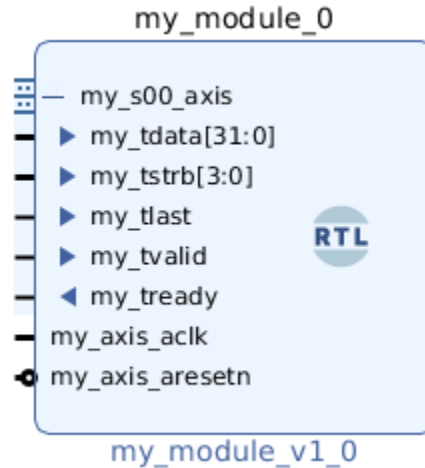 my_module_0
my_s00_axis
my_tdata[31:0]
my_tstrb[3:0]
my_tlast
my_tvalid
my_tready
RTL
my_axis_aclk
my_axis_aresetn
my_module_v1_0